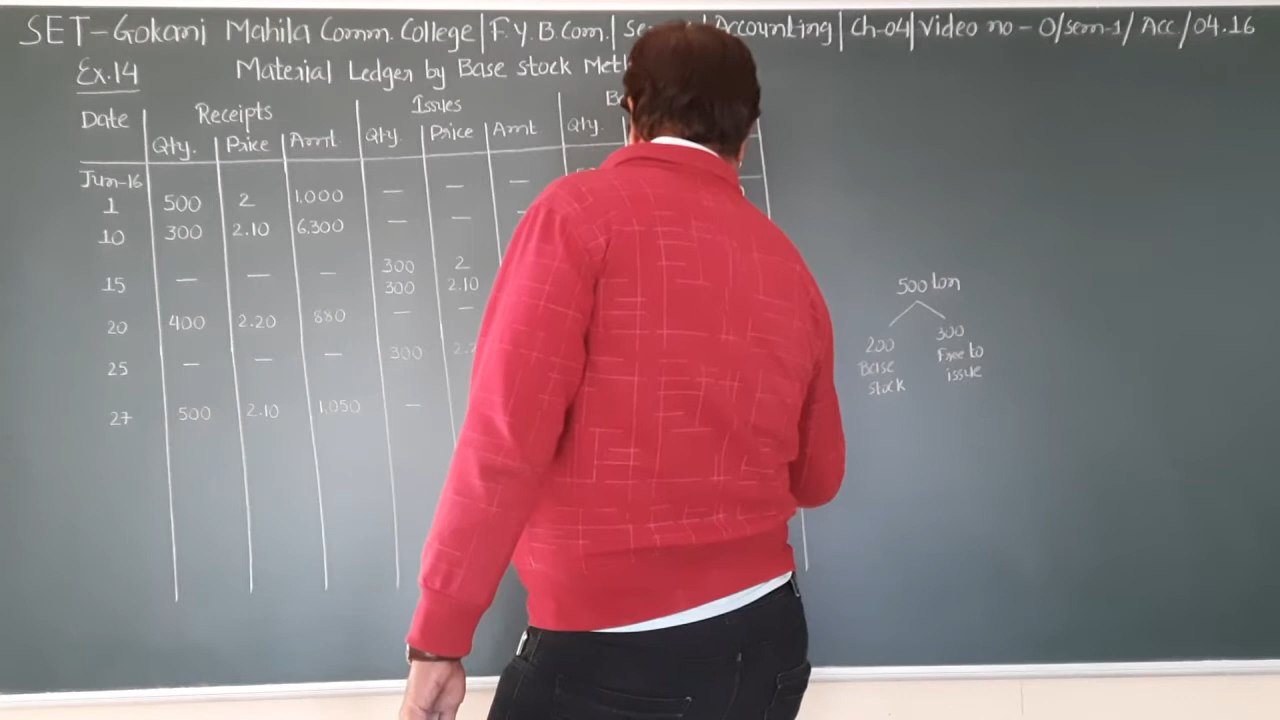 SET-Gokani Mahila Comm. College | F.Y.B.Com. | Accounting | Ch-04 | Video no - 0/sem-1/ Acc./04.16
Ex.14 Material Ledger by Base stock
Date Receipts Issues
Qty. Price Amt. Qty. Price Amt Qty.
Jun-16
1 500 2 1,000 — — —
10 300 2.10 6,300 — —
15 — — — 300 2
300 2.10
20 400 2.20 880 — —
25 — — — 300
27 500 2.10 1,050 —
500 ton
200 300
Base Free to
stock issue